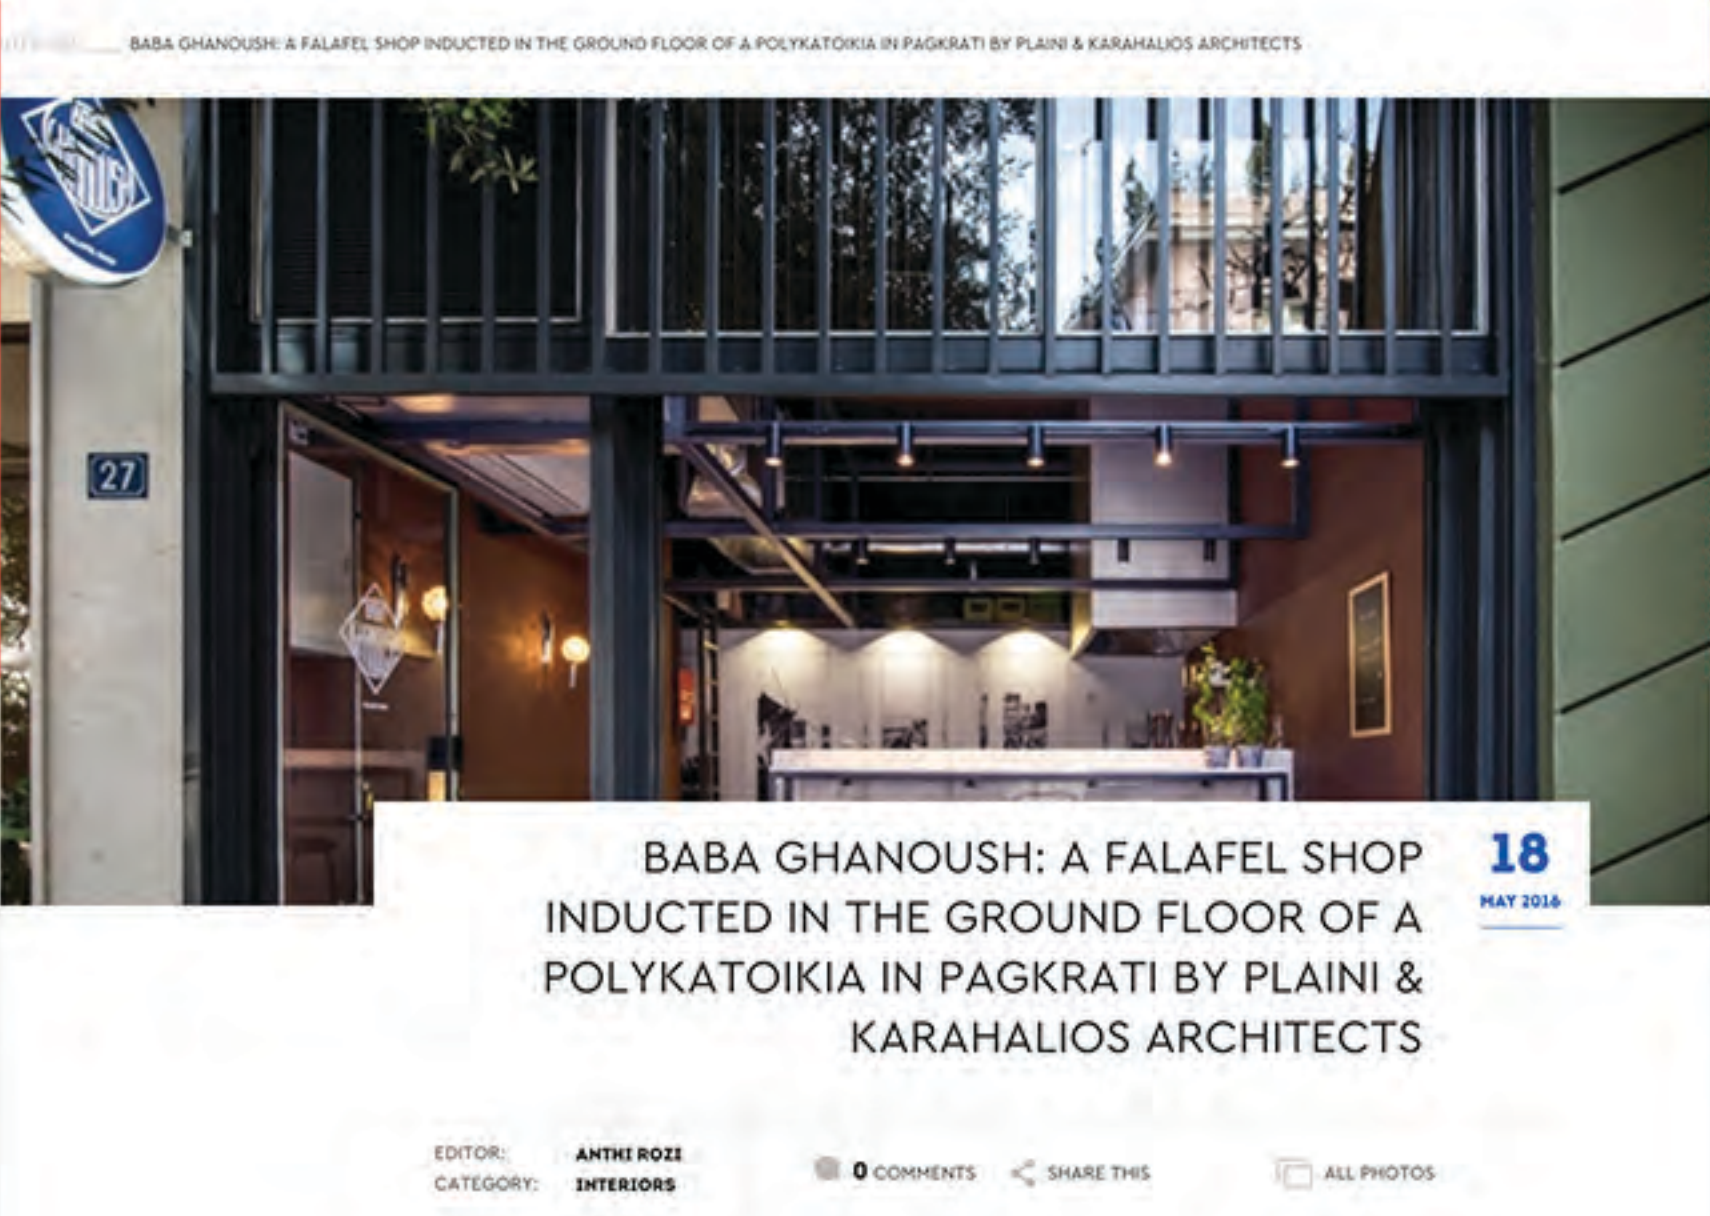 BABA GHANOUSH: A FALAFEL SHOP INDUCTED IN THE GROUND FLOOR OF A POLYKATOIKIA IN PAGKRATI BY PLAINI & KARAHALIOS ARCHITECTS
27
BABA GHANOUSH: A FALAFEL SHOP
INDUCTED IN THE GROUND FLOOR OF A
POLYKATOIKIA IN PAGKRATI BY PLAINI &
KARAHALIOS ARCHITECTS
18
MAY 2016
EDITOR: ANTHI ROZI
CATEGORY: INTERIORS
0 COMMENTS
SHARE THIS
ALL PHOTOS